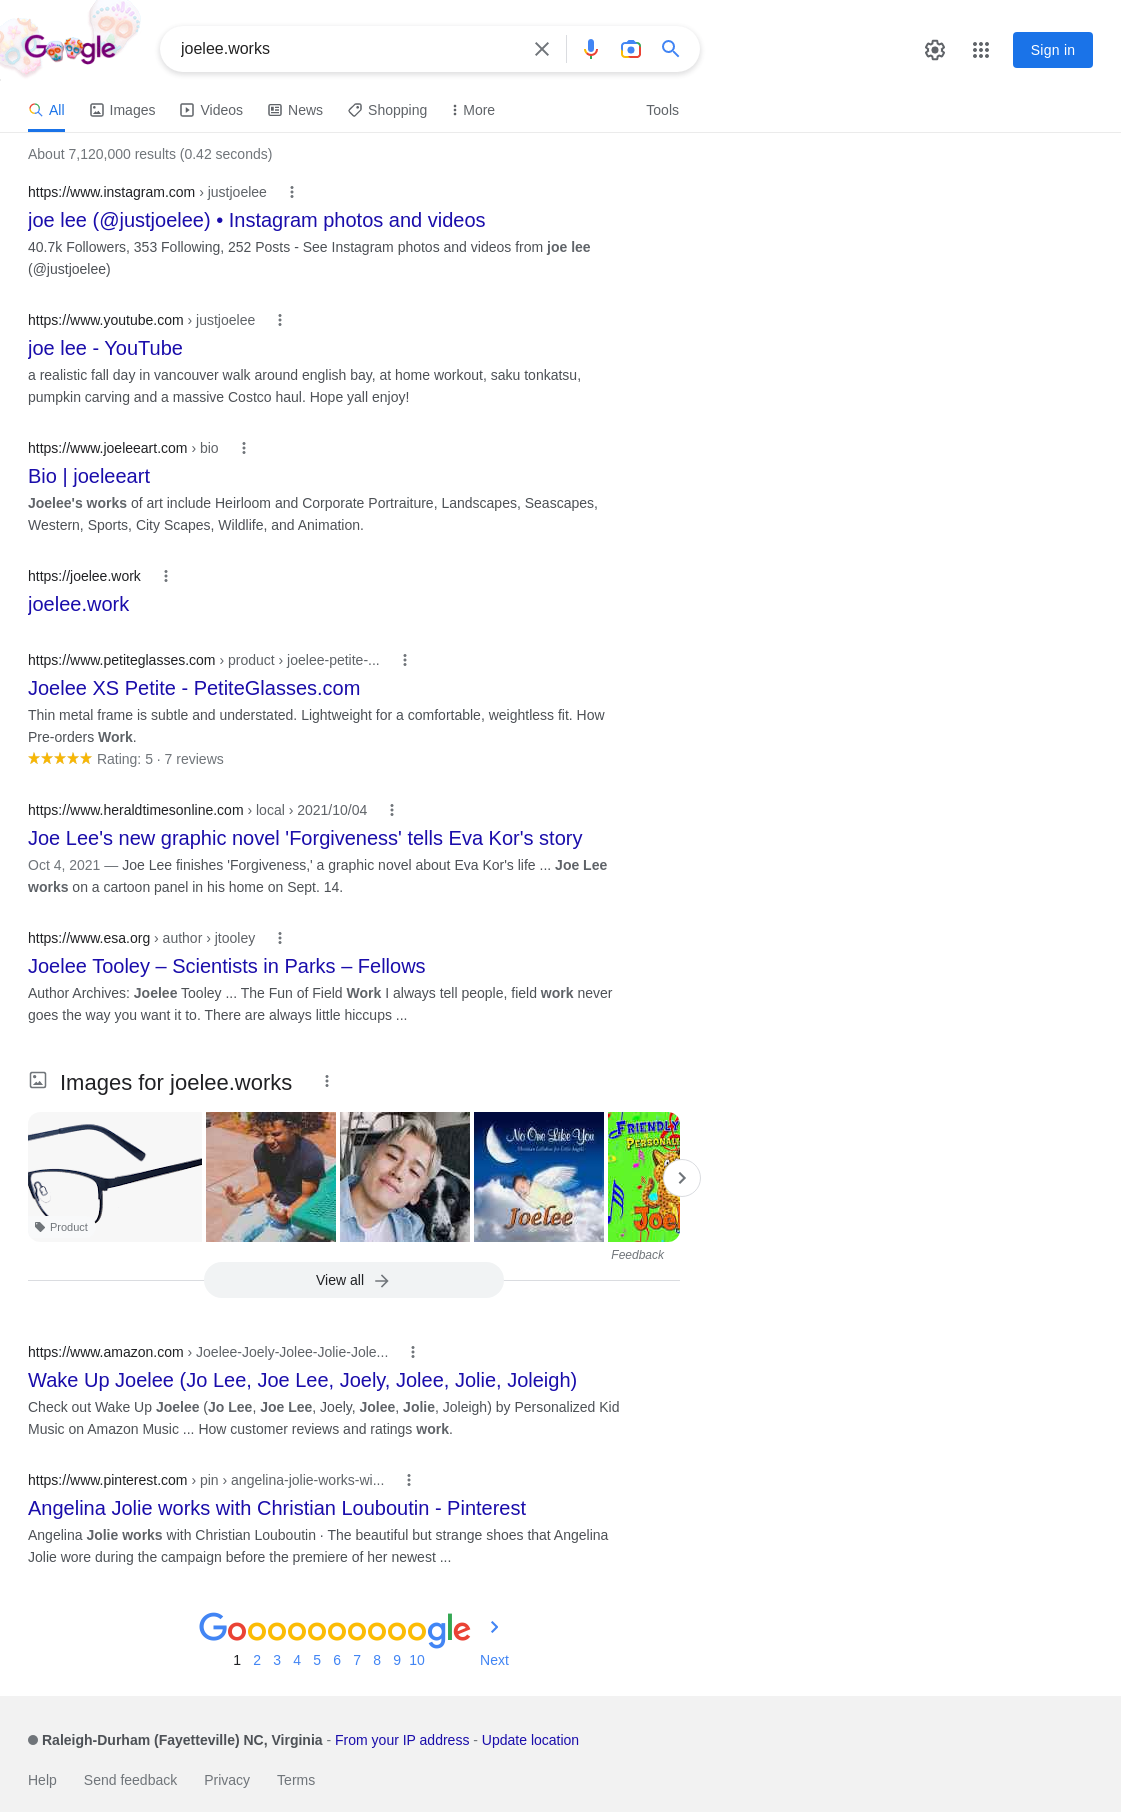 Google
joelee.works
Sign in
All Images Videos News Shopping More Tools
About 7,120,000 results (0.42 seconds)
https://www.instagram.com › justjoelee
joe lee (@justjoelee) • Instagram photos and videos
40.7k Followers, 353 Following, 252 Posts - See Instagram photos and videos from joe lee
(@justjoelee)
https://www.youtube.com › justjoelee
joe lee - YouTube
a realistic fall day in vancouver walk around english bay, at home workout, saku tonkatsu,
pumpkin carving and a massive Costco haul. Hope yall enjoy!
https://www.joeleeart.com › bio
Bio | joeleeart
Joelee's works of art include Heirloom and Corporate Portraiture, Landscapes, Seascapes,
Western, Sports, City Scapes, Wildlife, and Animation.
https://joelee.work
joelee.work
https://www.petiteglasses.com › product › joelee-petite-...
Joelee XS Petite - PetiteGlasses.com
Thin metal frame is subtle and understated. Lightweight for a comfortable, weightless fit. How
Pre-orders Work.
Rating: 5 · 7 reviews
https://www.heraldtimesonline.com › local › 2021/10/04
Joe Lee's new graphic novel 'Forgiveness' tells Eva Kor's story
Oct 4, 2021 — Joe Lee finishes 'Forgiveness,' a graphic novel about Eva Kor's life ... Joe Lee
works on a cartoon panel in his home on Sept. 14.
https://www.esa.org › author › jtooley
Joelee Tooley – Scientists in Parks – Fellows
Author Archives: Joelee Tooley ... The Fun of Field Work I always tell people, field work never
goes the way you want it to. There are always little hiccups ...
Images for joelee.works
No One Like You
Joelee
FRIENDLY
PERSONAL
Joe
Product
Feedback
View all
https://www.amazon.com › Joelee-Joely-Jolee-Jolie-Jole...
Wake Up Joelee (Jo Lee, Joe Lee, Joely, Jolee, Jolie, Joleigh)
Check out Wake Up Joelee (Jo Lee, Joe Lee, Joely, Jolee, Jolie, Joleigh) by Personalized Kid
Music on Amazon Music ... How customer reviews and ratings work.
https://www.pinterest.com › pin › angelina-jolie-works-wi...
Angelina Jolie works with Christian Louboutin - Pinterest
Angelina Jolie works with Christian Louboutin · The beautiful but strange shoes that Angelina
Jolie wore during the campaign before the premiere of her newest ...
Goooooooooogle
1 2 3 4 5 6 7 8 9 10 Next
Raleigh-Durham (Fayetteville) NC, Virginia - From your IP address - Update location
Help Send feedback Privacy Terms